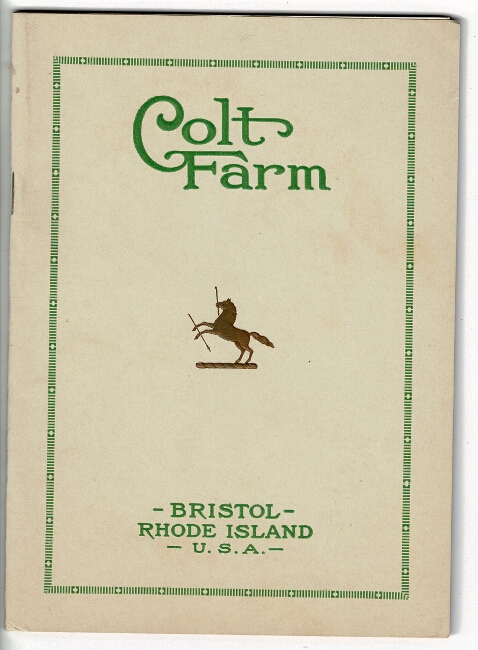 Colt
Farm
- BRISTOL -
RHODE ISLAND
- U.S.A. -